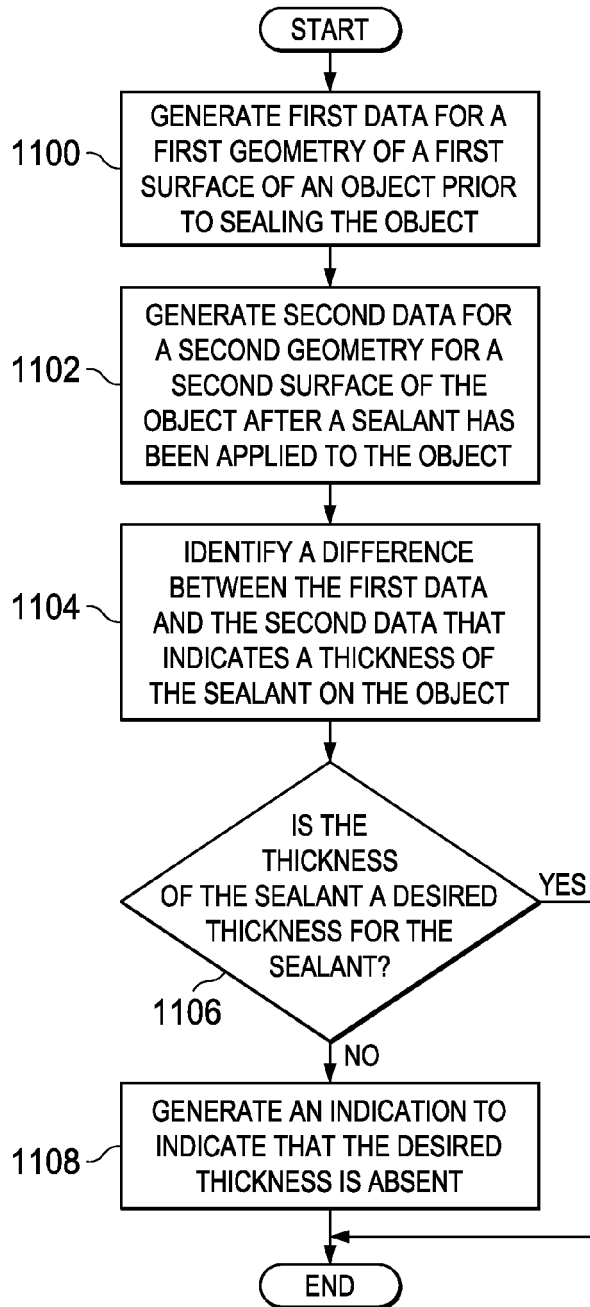 START
1100
GENERATE FIRST DATA FOR A
FIRST GEOMETRY OF A FIRST
SURFACE OF AN OBJECT PRIOR
TO SEALING THE OBJECT
1102
GENERATE SECOND DATA FOR
A SECOND GEOMETRY FOR A
SECOND SURFACE OF THE
OBJECT AFTER A SEALANT HAS
BEEN APPLIED TO THE OBJECT
1104
IDENTIFY A DIFFERENCE
BETWEEN THE FIRST DATA
AND THE SECOND DATA THAT
INDICATES A THICKNESS OF
THE SEALANT ON THE OBJECT
IS THE
THICKNESS
OF THE SEALANT A DESIRED
THICKNESS FOR THE
SEALANT?
YES
1106
NO
1108
GENERATE AN INDICATION TO
INDICATE THAT THE DESIRED
THICKNESS IS ABSENT
END